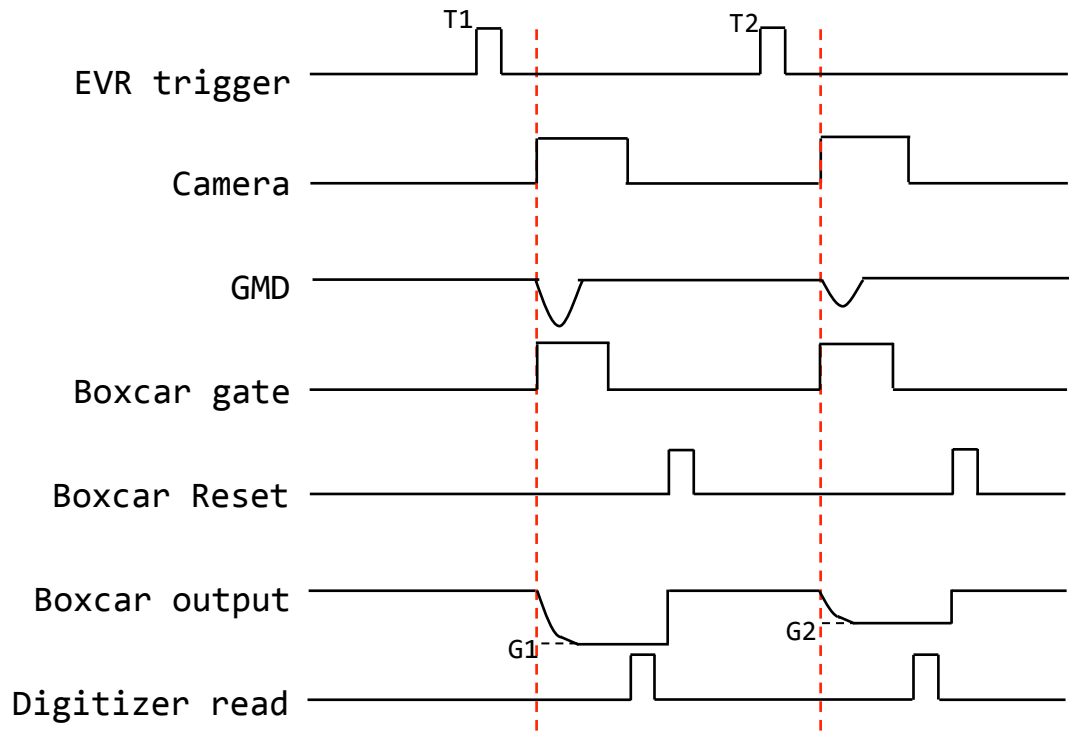 T1
T2
EVR trigger
Camera
GMD
Boxcar gate
Boxcar Reset
Boxcar output
G1
G2
Digitizer read